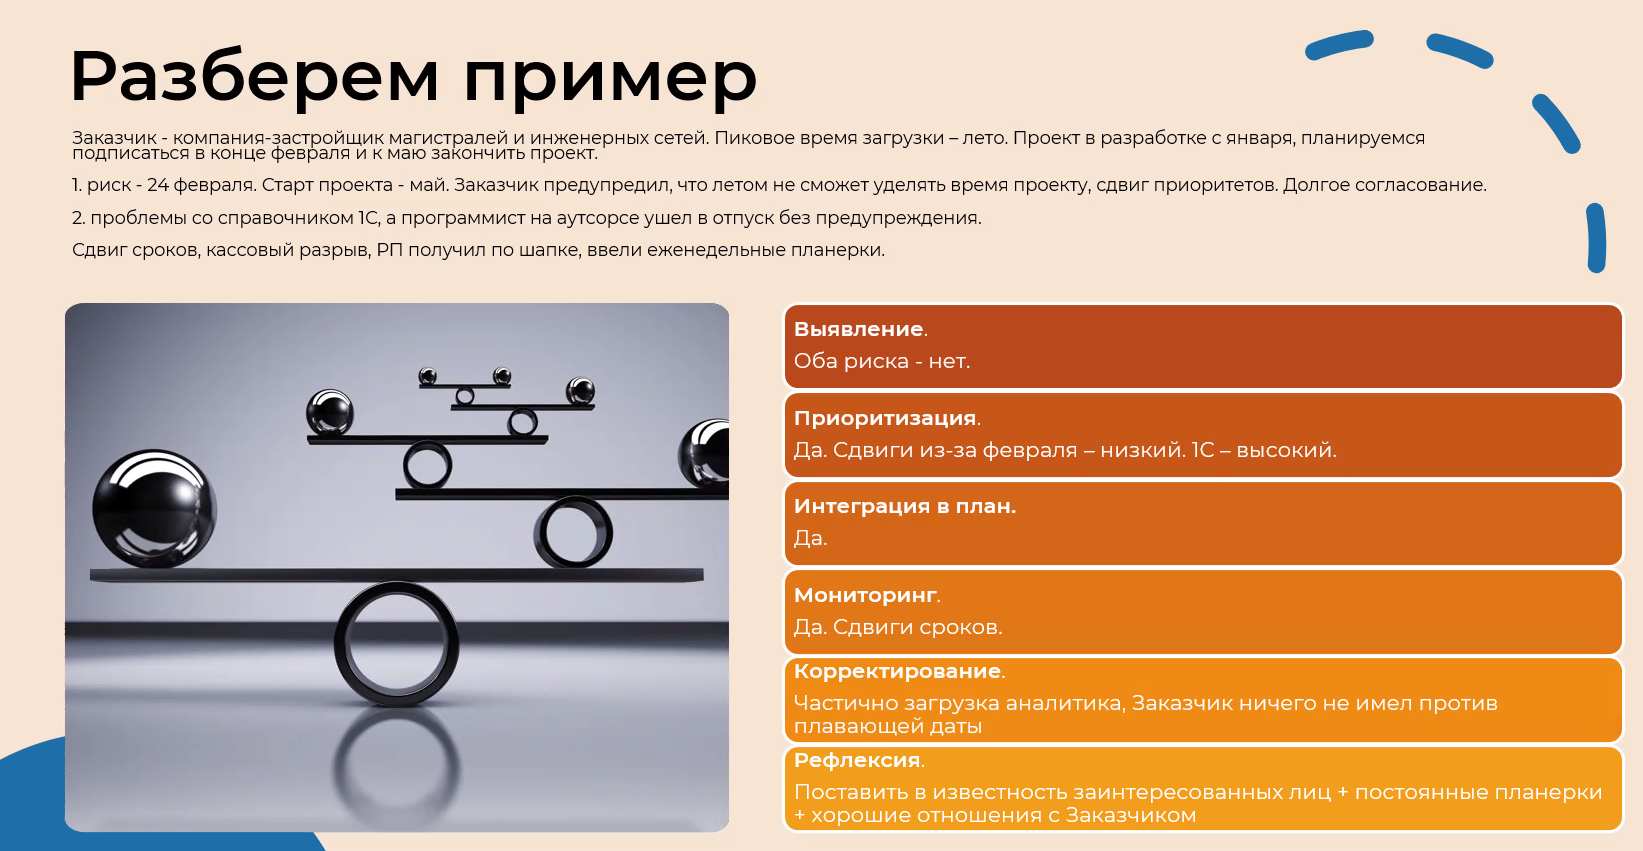 Разберем пример
Заказчик - компания-застройщик магистралей и инженерных сетей. Пиковое время загрузки – лето. Проект в разработке с января, планируемся
подписаться в конце февраля и к маю закончить проект.
1. риск - 24 февраля. Старт проекта - май. Заказчик предупредил, что летом не сможет уделять время проекту, сдвиг приоритетов. Долгое согласование.
2. проблемы со справочником 1С, а программист на аутсорсе ушел в отпуск без предупреждения.
Сдвиг сроков, кассовый разрыв, РП получил по шапке, ввели еженедельные планерки.
Выявление.
Оба риска - нет.
Приоритизация.
Да. Сдвиги из-за февраля – низкий. 1С – высокий.
Интеграция в план.
Да.
Мониторинг.
Да. Сдвиги сроков.
Корректирование.
Частично загрузка аналитика, Заказчик ничего не имел против
плавающей даты
Рефлексия.
Поставить в известность заинтересованных лиц + постоянные планерки
+ хорошие отношения с Заказчиком